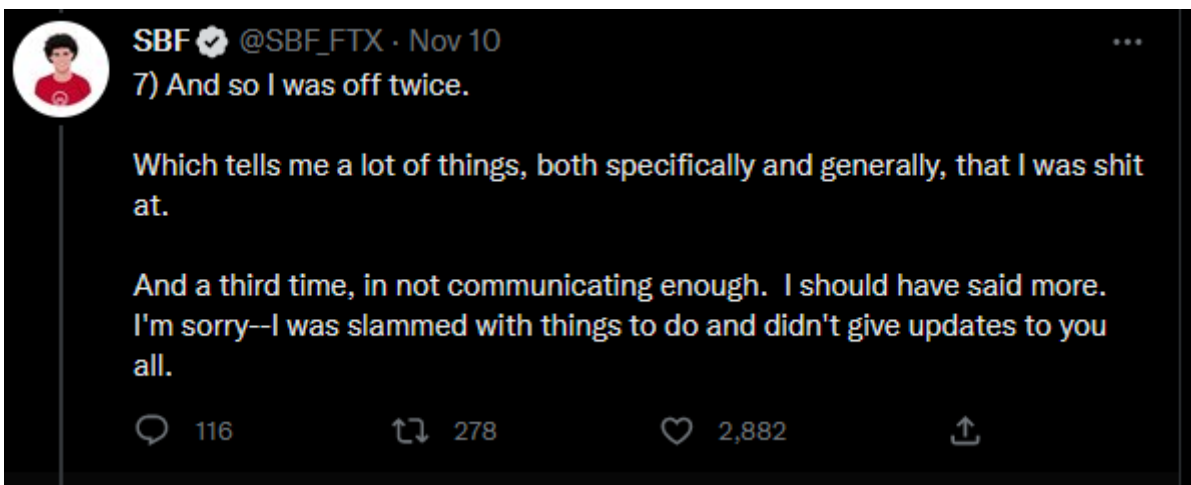 SBF @SBF_FTX · Nov 10
7) And so I was off twice.
Which tells me a lot of things, both specifically and generally, that I was shit
at.
And a third time, in not communicating enough.  I should have said more.
I'm sorry--I was slammed with things to do and didn't give updates to you
all.
116 278 2,882